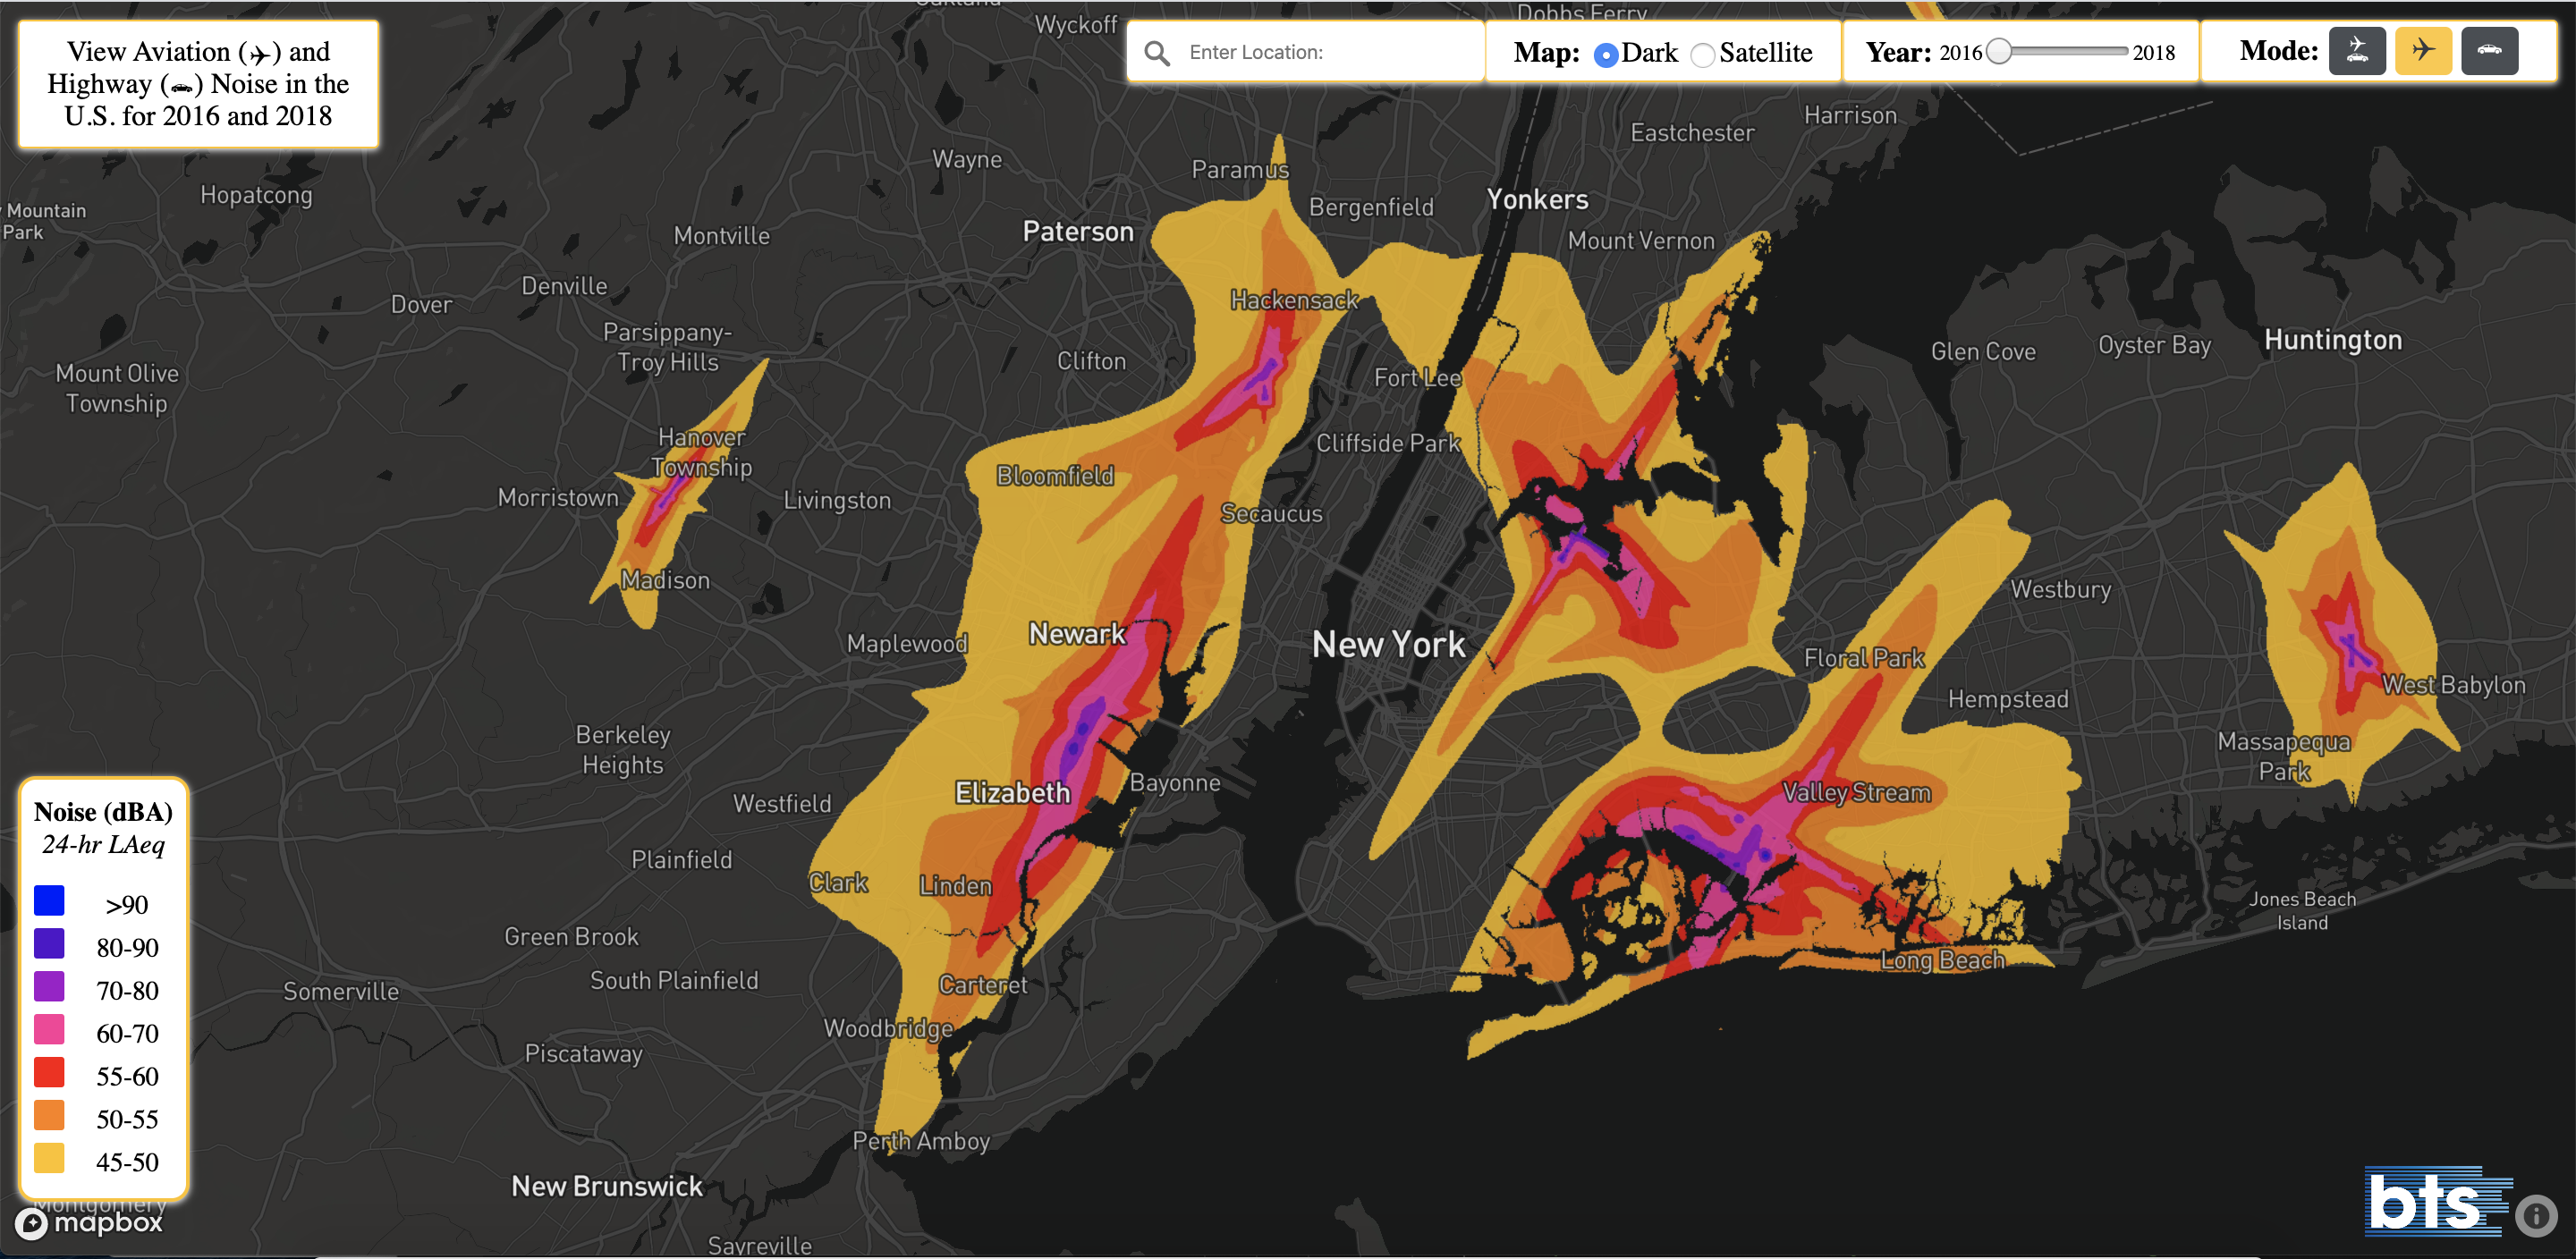 View Aviation (✈) and
Highway (🚗) Noise in the
U.S. for 2016 and 2018
Enter Location:
Map: Dark Satellite
Year: 2016 2018
Mode:
Wyckoff
Dobbs Ferry
Harrison
Eastchester
Wayne
Paramus
Hopatcong
Mountain
Park
Bergenfield
Yonkers
Paterson
Montville
Mount Vernon
Denville
Dover
Hackensack
Parsippany-
Troy Hills
Clifton
Glen Cove
Oyster Bay
Huntington
Mount Olive
Township
Fort Lee
Hanover
Township
Cliffside Park
Bloomfield
Morristown
Livingston
Secaucus
Madison
Westbury
Newark
Maplewood
New York
Floral Park
Hempstead
West Babylon
Berkeley
Heights
Massapequa
Park
Elizabeth
Bayonne
Valley Stream
Westfield
Plainfield
Clark
Linden
Jones Beach
Island
Green Brook
Long Beach
South Plainfield
Carteret
Somerville
Woodbridge
Piscataway
Perth Amboy
New Brunswick
Sayreville
Noise (dBA)
24-hr LAeq
>90
80-90
70-80
60-70
55-60
50-55
45-50
Montgomery
mapbox
bts
i